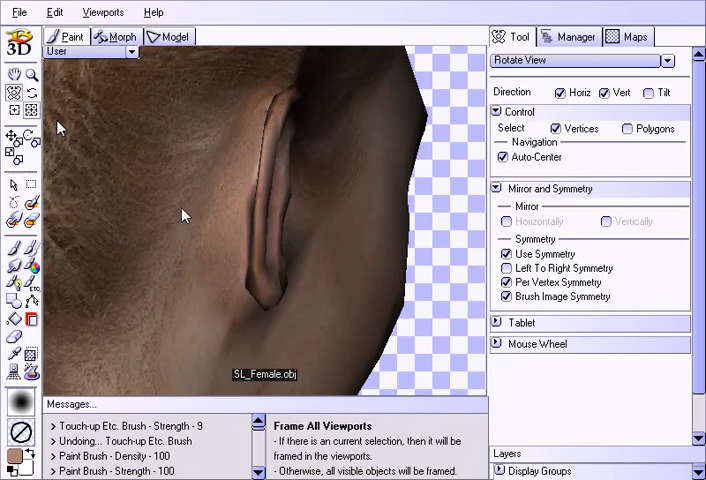 File Edit Viewports Help
3D
Paint Morph Model
Tool Manager Maps
User
Rotate View
Direction Horiz Vert Tilt
Control
Select Vertices Polygons
Navigation
Auto-Center
Mirror and Symmetry
Mirror
Horizontally Vertically
Symmetry
Use Symmetry
Left To Right Symmetry
Per Vertex Symmetry
Brush Image Symmetry
Tablet
Mouse Wheel
ETC
SL_Female.obj
Messages...
> Touch-up Etc. Brush - Strength - 9
> Undoing... Touch-up Etc. Brush
> Paint Brush - Density - 100
> Paint Brush - Strength - 100
Frame All Viewports
- If there is an current selection, then it will be
framed in the viewports.
- Otherwise, all visible objects will be framed.
Layers
Display Groups